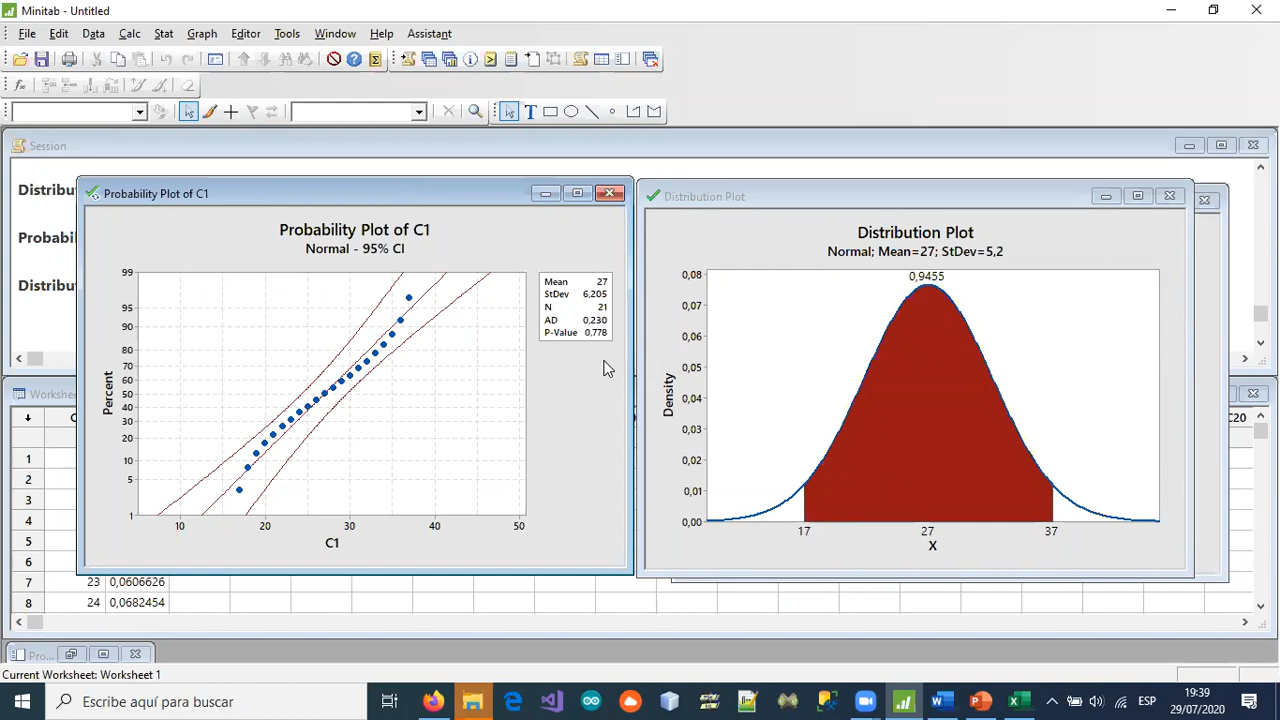 Minitab - Untitled
File Edit Data Calc Stat Graph Editor Tools Window Help Assistant
Session
Distribu
Probabil
Distribu
Probability Plot of C1
Probability Plot of C1
Normal - 95% CI
Percent
99
95
90
80
70
60
50
40
30
20
10
5
1
10 20 30 40 50
C1
Mean 27
StDev 6,205
N 21
AD 0,230
P-Value 0,778
Distribution Plot
Distribution Plot
Normal; Mean=27; StDev=5,2
0,9455
Density
0,08
0,07
0,06
0,05
0,04
0,03
0,02
0,01
0,00
17 27 37
X
Workshee
C20
1
2
3
4
5
6
7 23 0,0606626
8 24 0,0682454
Pro...
Current Worksheet: Worksheet 1
Escribe aquí para buscar
ESP
19:39
29/07/2020